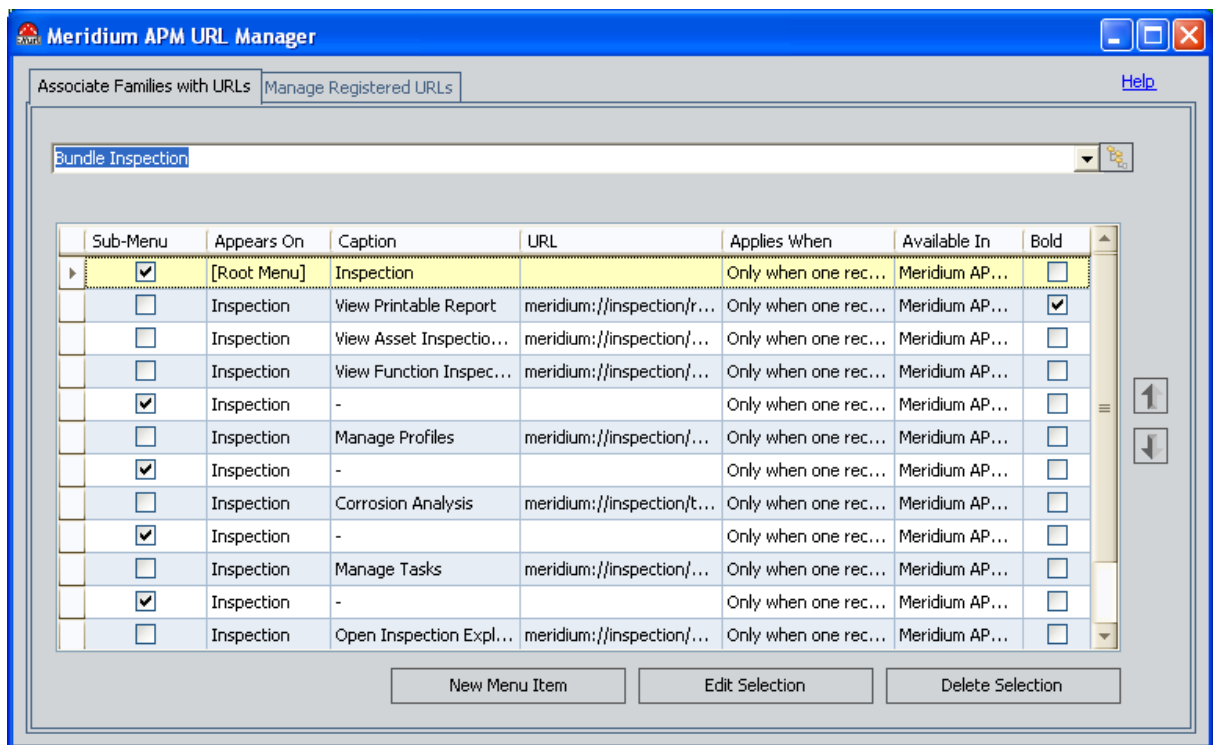 Meridium APM URL Manager
Associate Families with URLs Manage Registered URLs Help
Bundle Inspection
Sub-Menu Appears On Caption URL Applies When Available In Bold
[Root Menu] Inspection Only when one rec... Meridium AP...
Inspection View Printable Report meridium://inspection/r... Only when one rec... Meridium AP...
Inspection View Asset Inspectio... meridium://inspection/... Only when one rec... Meridium AP...
Inspection View Function Inspec... meridium://inspection/... Only when one rec... Meridium AP...
Inspection - Only when one rec... Meridium AP...
Inspection Manage Profiles meridium://inspection/... Only when one rec... Meridium AP...
Inspection - Only when one rec... Meridium AP...
Inspection Corrosion Analysis meridium://inspection/t... Only when one rec... Meridium AP...
Inspection - Only when one rec... Meridium AP...
Inspection Manage Tasks meridium://inspection/... Only when one rec... Meridium AP...
Inspection - Only when one rec... Meridium AP...
Inspection Open Inspection Expl... meridium://inspection/... Only when one rec... Meridium AP...
New Menu Item Edit Selection Delete Selection